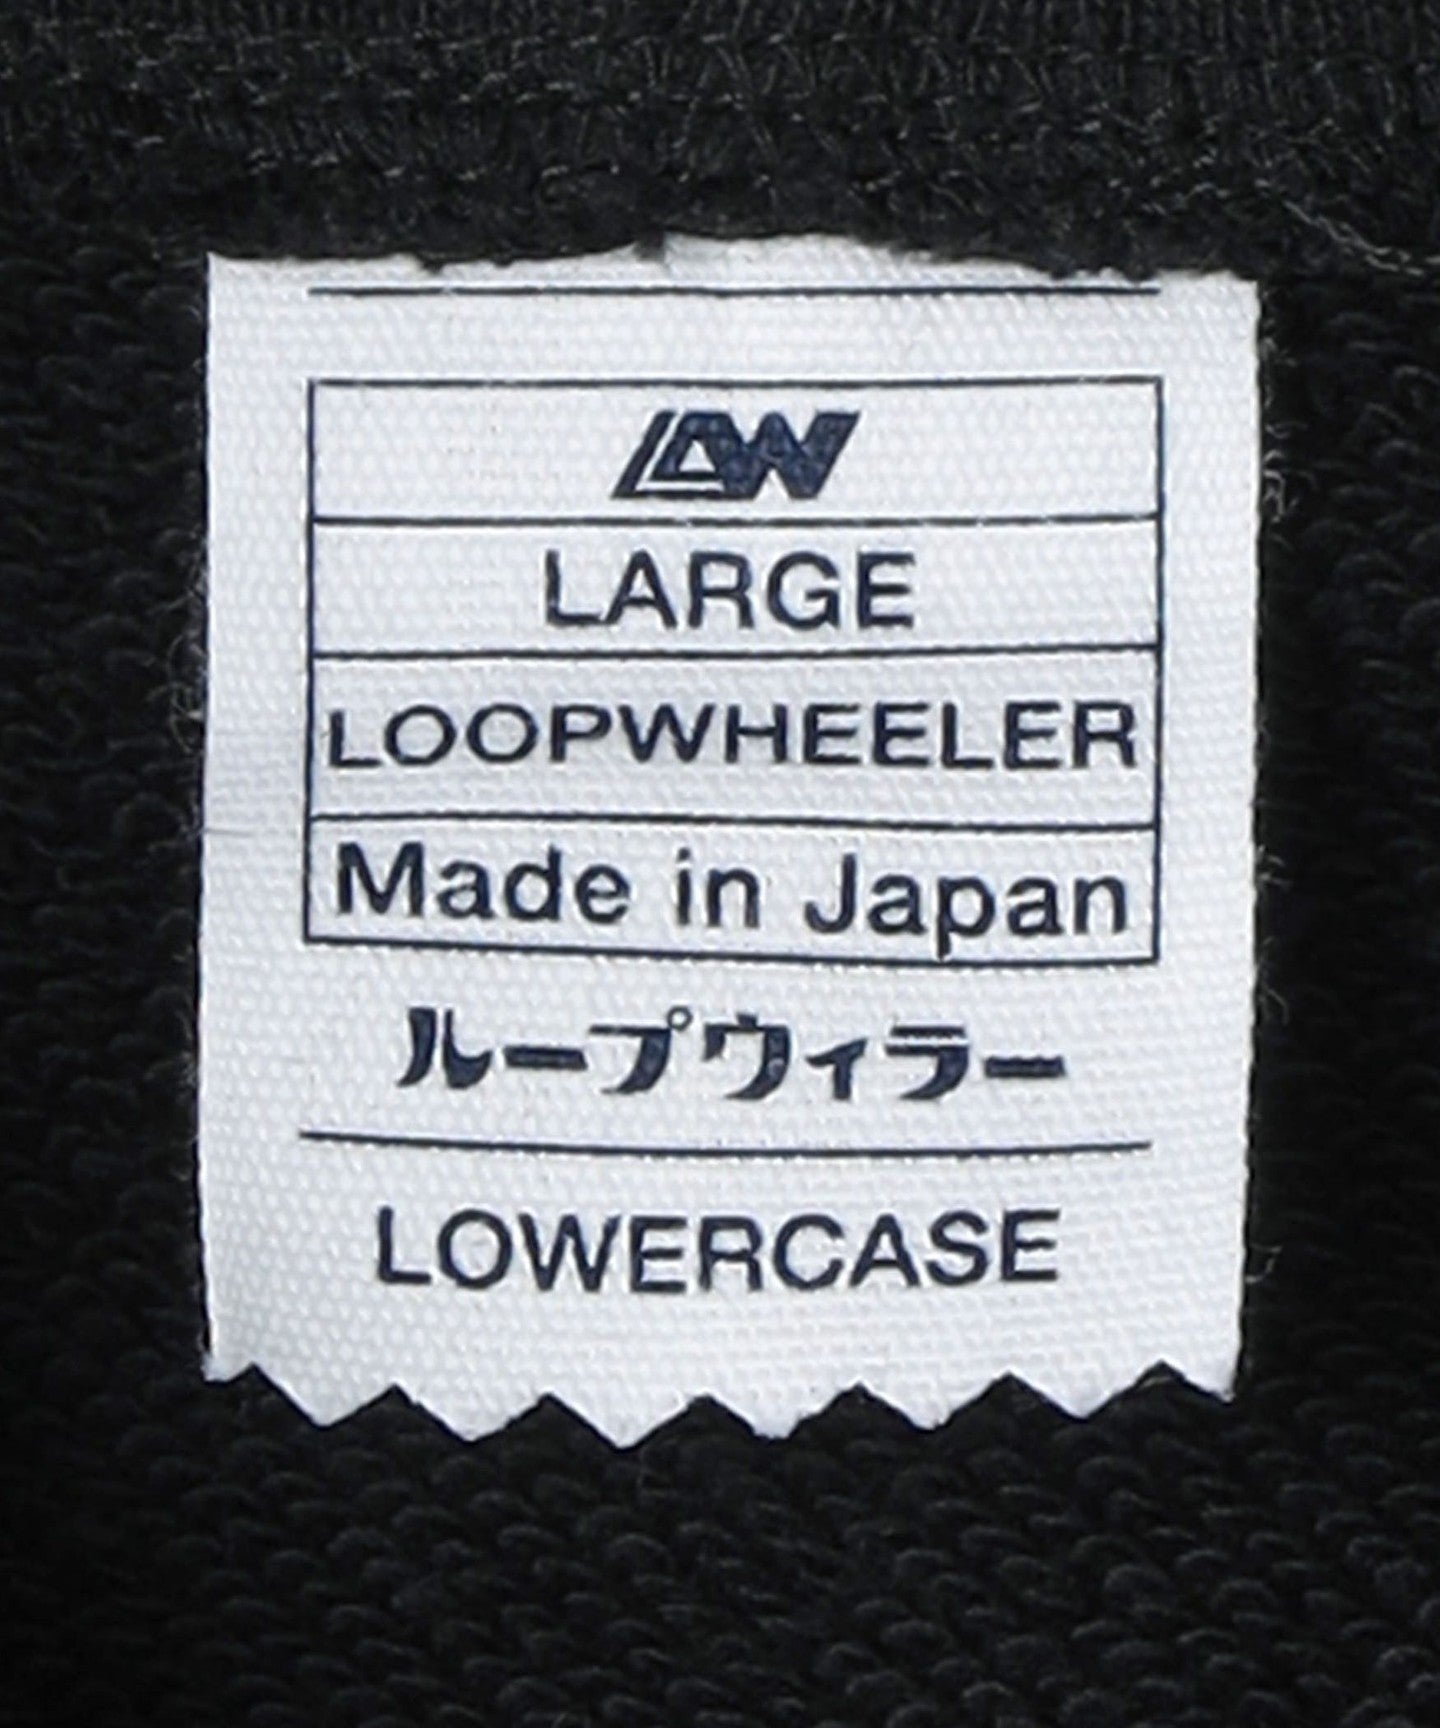 LW
LARGE
LOOPWHEELER
Made in Japan
ループウィラー
LOWERCASE